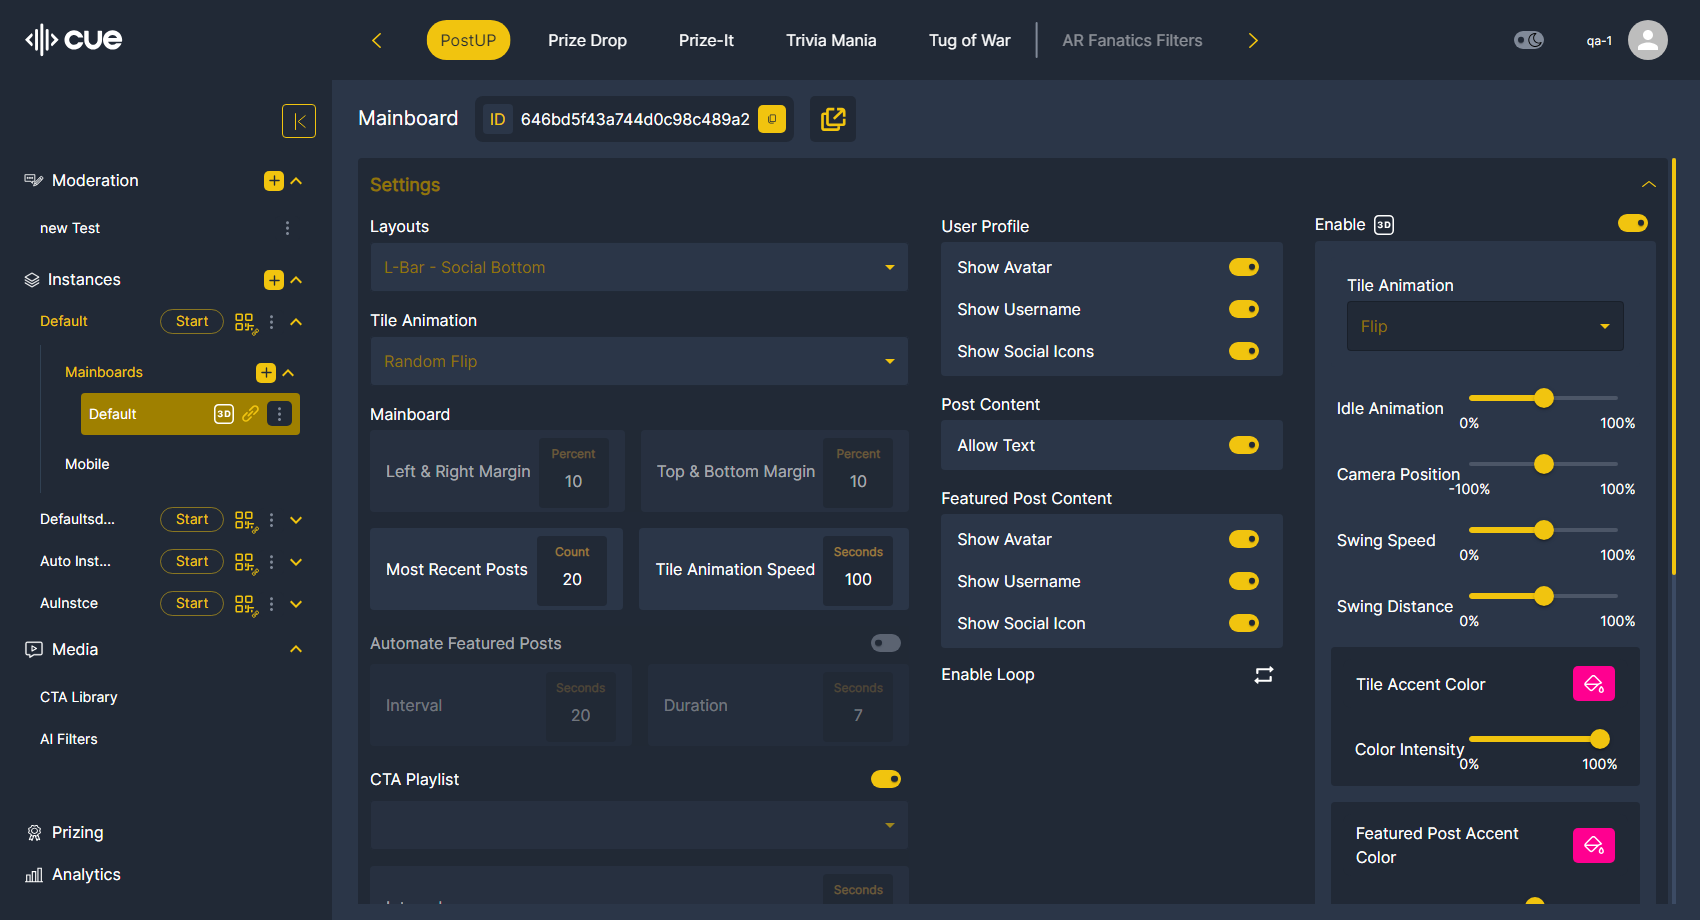 cue
PostUP
Prize Drop
Prize-It
Trivia Mania
Tug of War
AR Fanatics Filters
qa-1
Moderation
new Test
Instances
Default
Start
Mainboards
Default
3D
Mobile
Defaultsd...
Start
Auto Inst...
Start
AuInstce
Start
Media
CTA Library
AI Filters
Prizing
Analytics
Mainboard
ID
646bd5f43a744d0c98c489a2
Settings
Layouts
L-Bar - Social Bottom
Tile Animation
Random Flip
Mainboard
Left & Right Margin
Percent
10
Top & Bottom Margin
Percent
10
Most Recent Posts
Count
20
Tile Animation Speed
Seconds
100
Automate Featured Posts
Interval
Seconds
20
Duration
Seconds
7
CTA Playlist
Seconds
User Profile
Show Avatar
Show Username
Show Social Icons
Post Content
Allow Text
Featured Post Content
Show Avatar
Show Username
Show Social Icon
Enable Loop
Enable 3D
Tile Animation
Flip
Idle Animation
0%
100%
Camera Position
-100%
100%
Swing Speed
0%
100%
Swing Distance
0%
100%
Tile Accent Color
Color Intensity
0%
100%
Featured Post Accent
Color